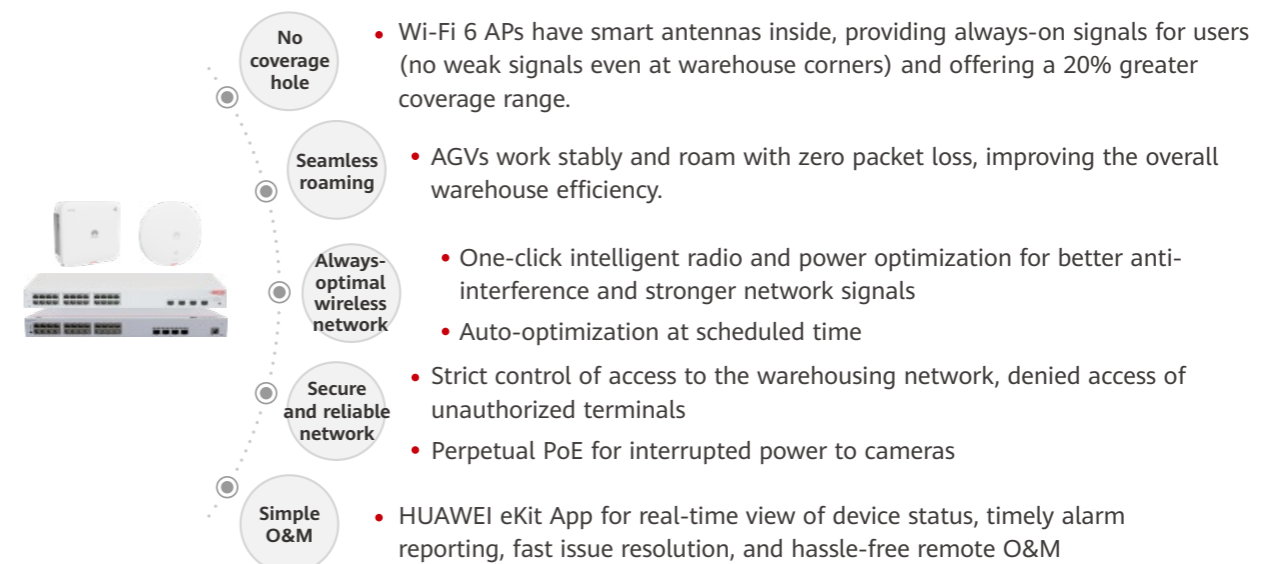 No
coverage
hole
• Wi-Fi 6 APs have smart antennas inside, providing always-on signals for users
(no weak signals even at warehouse corners) and offering a 20% greater
coverage range.
Seamless
roaming
• AGVs work stably and roam with zero packet loss, improving the overall
warehouse efficiency.
Always-
optimal
wireless
network
• One-click intelligent radio and power optimization for better anti-
interference and stronger network signals
• Auto-optimization at scheduled time
Secure
and reliable
network
• Strict control of access to the warehousing network, denied access of
unauthorized terminals
• Perpetual PoE for interrupted power to cameras
Simple
O&M
• HUAWEI eKit App for real-time view of device status, timely alarm
reporting, fast issue resolution, and hassle-free remote O&M